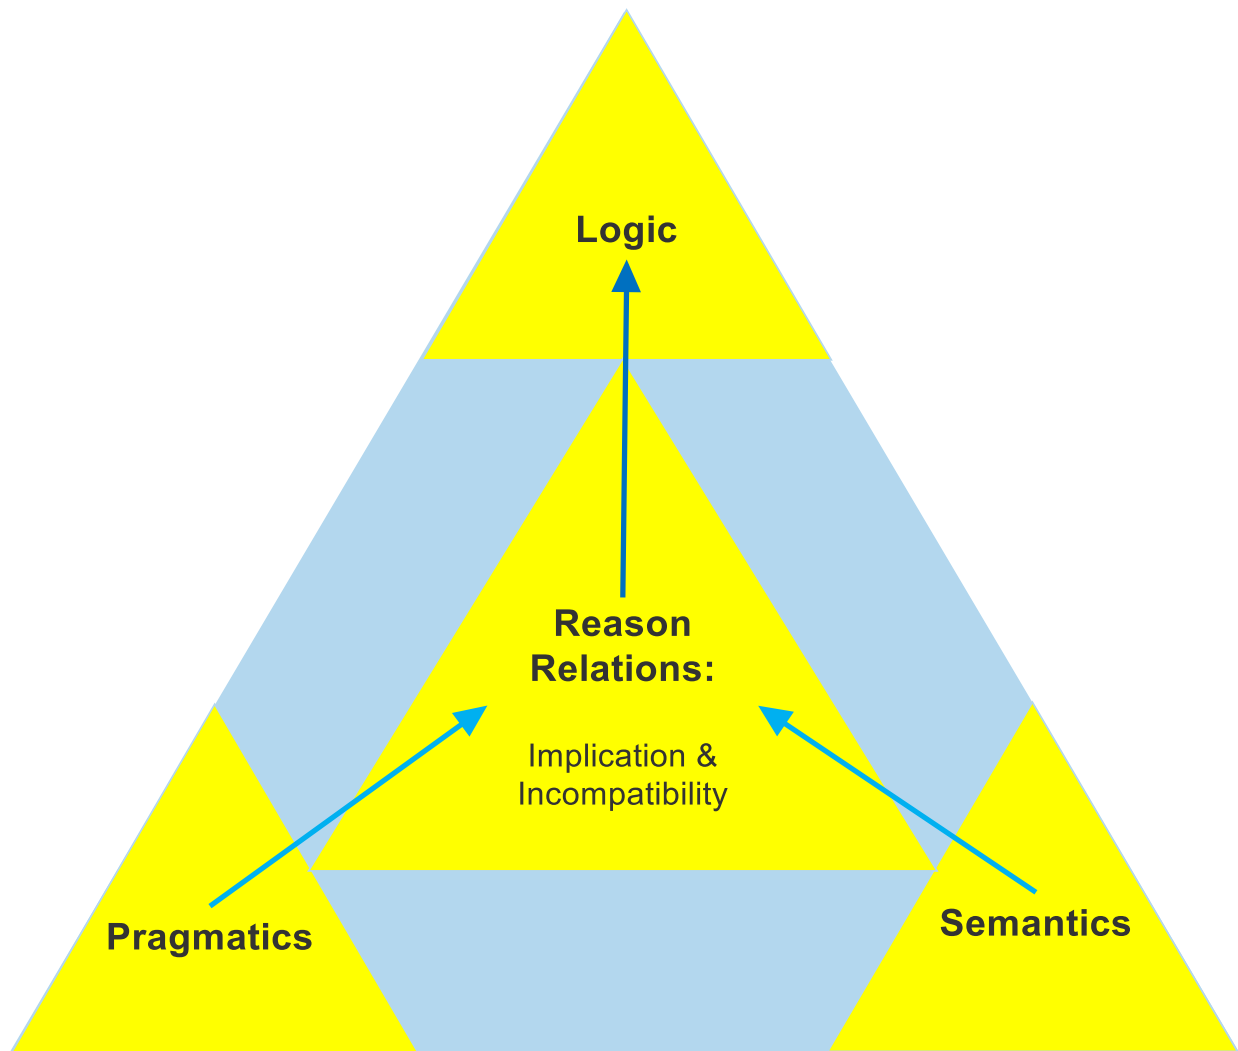 Logic
Reason
Relations:
Implication &
Incompatibility
Pragmatics
Semantics